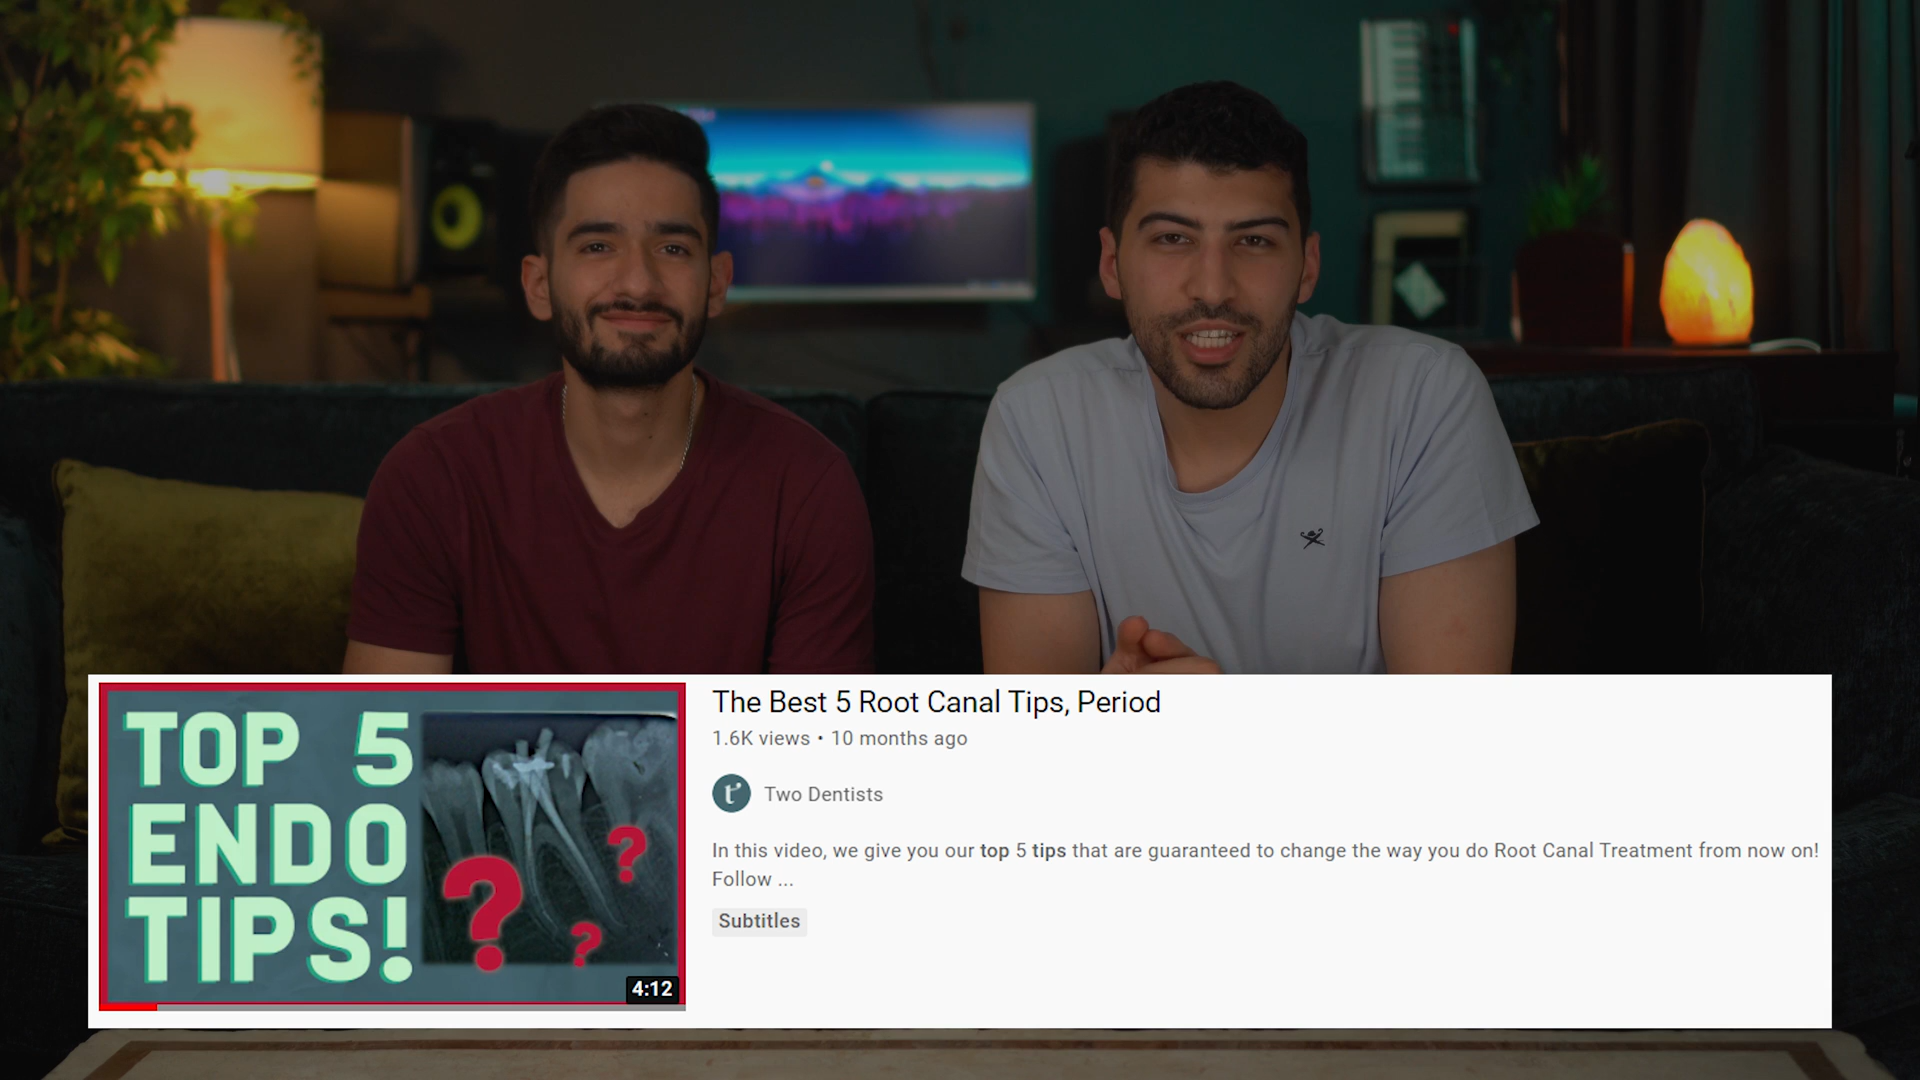 The Best 5 Root Canal Tips, Period
1.6K views • 10 months ago
Two Dentists
In this video, we give you our top 5 tips that are guaranteed to change the way you do Root Canal Treatment from now on!
Follow ...
Subtitles
TOP 5
ENDO
TIPS!
? ? ?
4:12